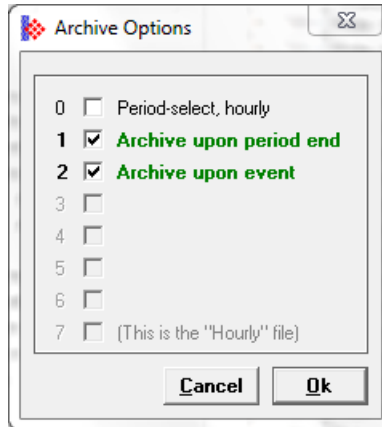 Archive Options
0 Period-select, hourly
1 Archive upon period end
2 Archive upon event
3
4
5
6
7 (This is the "Hourly" file)
Cancel Ok